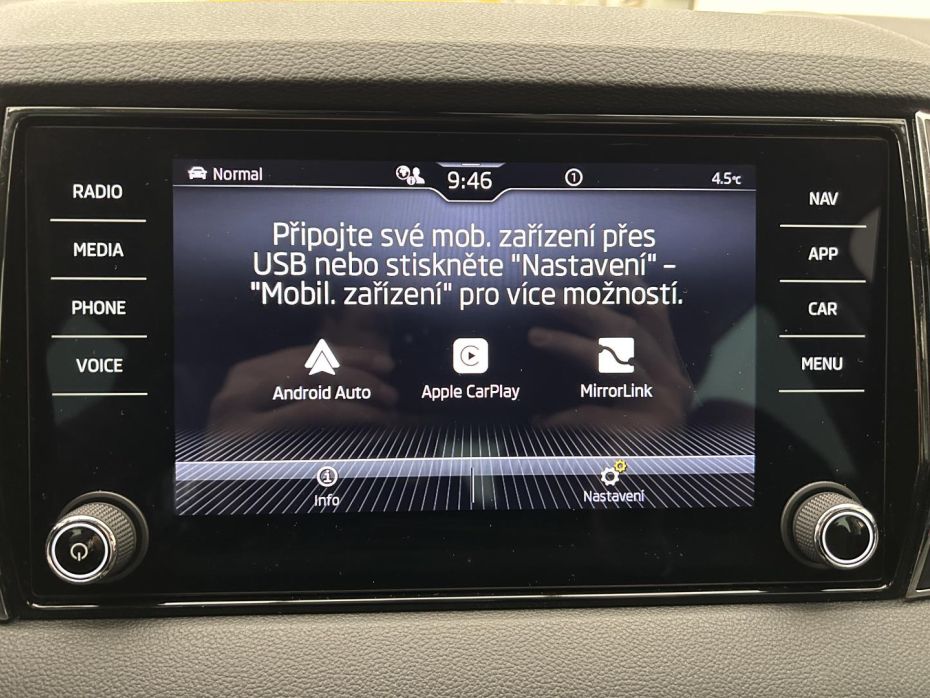 RADIO
MEDIA
PHONE
VOICE
Normal
9:46
1
4.5°C
Připojte své mob. zařízení přes
USB nebo stiskněte "Nastavení" –
"Mobil. zařízení" pro více možností.
Android Auto
Apple CarPlay
MirrorLink
Info
Nastavení
NAV
APP
CAR
MENU